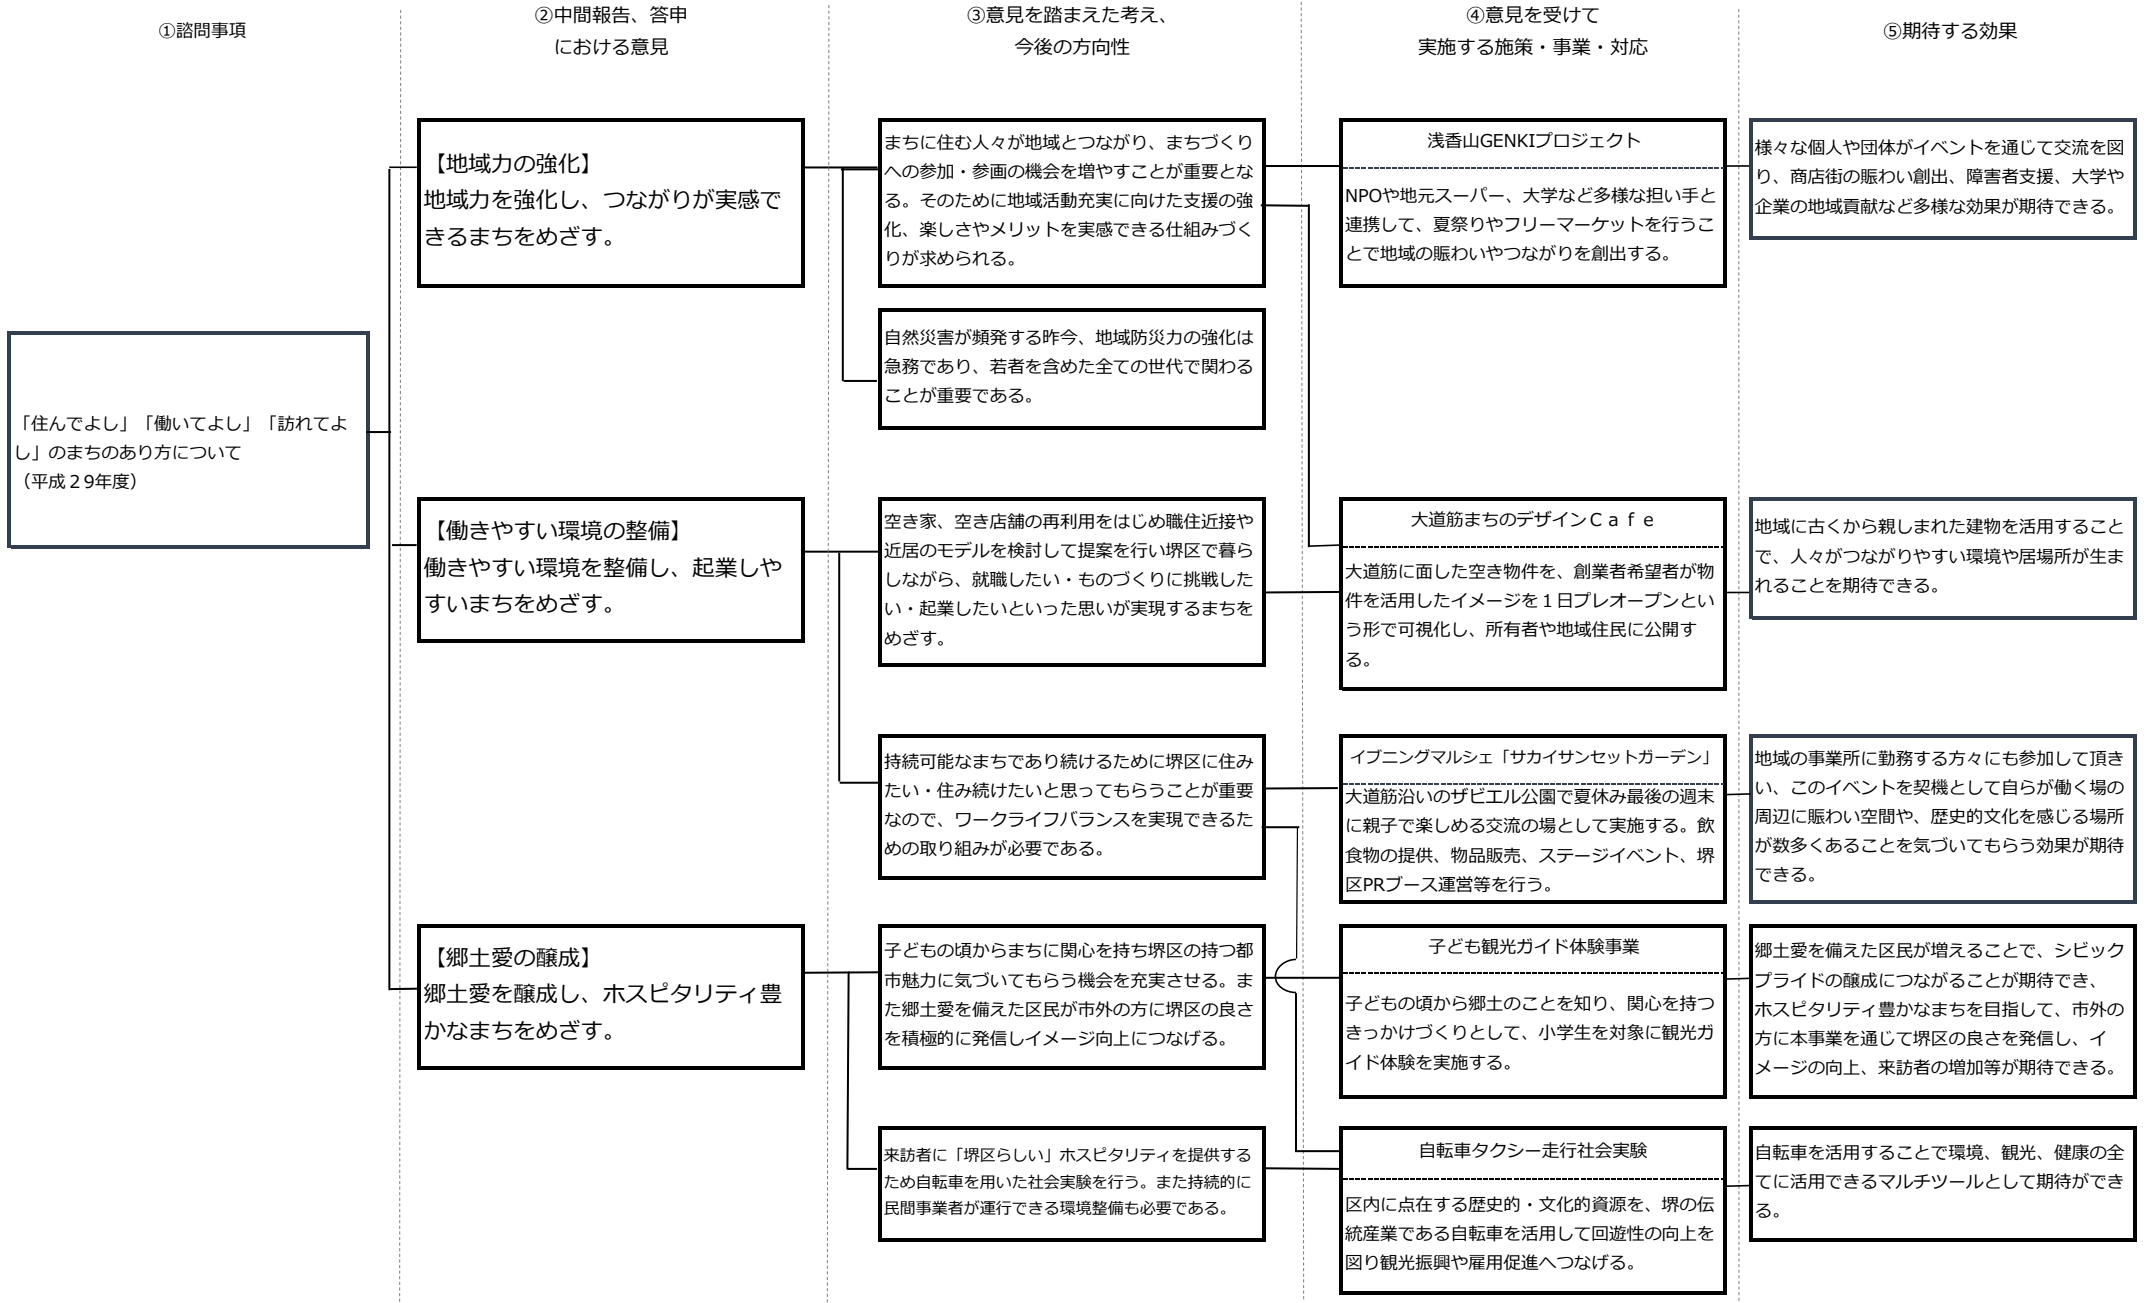 ①諮問事項
②中間報告、答申
における意見
③意見を踏まえた考え、
今後の方向性
④意見を受けて
実施する施策・事業・対応
⑤期待する効果
「住んでよし」「働いてよし」「訪れてよ
し」のまちのあり方について
（平成２9年度）
【地域力の強化】
地域力を強化し、つながりが実感で
きるまちをめざす。
まちに住む人々が地域とつながり、まちづくり
への参加・参画の機会を増やすことが重要とな
る。そのために地域活動充実に向けた支援の強
化、楽しさやメリットを実感できる仕組みづく
りが求められる。
浅香山GENKIプロジェクト
NPOや地元スーパー、大学など多様な担い手と
連携して、夏祭りやフリーマーケットを行うこ
とで地域の賑わいやつながりを創出する。
様々な個人や団体がイベントを通じて交流を図
り、商店街の賑わい創出、障害者支援、大学や
企業の地域貢献など多様な効果が期待できる。
自然災害が頻発する昨今、地域防災力の強化は
急務であり、若者を含めた全ての世代で関わる
ことが重要である。
【働きやすい環境の整備】
働きやすい環境を整備し、起業しや
すいまちをめざす。
空き家、空き店舗の再利用をはじめ職住近接や
近居のモデルを検討して提案を行い堺区で暮ら
しながら、就職したい・ものづくりに挑戦した
い・起業したいといった思いが実現するまちを
めざす。
大道筋まちのデザインＣａｆｅ
大道筋に面した空き物件を、創業者希望者が物
件を活用したイメージを１日プレオープンとい
う形で可視化し、所有者や地域住民に公開す
る。
地域に古くから親しまれた建物を活用すること
で、人々がつながりやすい環境や居場所が生ま
れることを期待できる。
持続可能なまちであり続けるために堺区に住み
たい・住み続けたいと思ってもらうことが重要
なので、ワークライフバランスを実現できるた
めの取り組みが必要である。
イブニングマルシェ「サカイサンセットガーデン」
大道筋沿いのザビエル公園で夏休み最後の週末
に親子で楽しめる交流の場として実施する。飲
食物の提供、物品販売、ステージイベント、堺
区PRブース運営等を行う。
地域の事業所に勤務する方々にも参加して頂き
い、このイベントを契機として自らが働く場の
周辺に賑わい空間や、歴史的文化を感じる場所
が数多くあることを気づいてもらう効果が期待
できる。
【郷土愛の醸成】
郷土愛を醸成し、ホスピタリティ豊
かなまちをめざす。
子どもの頃からまちに関心を持ち堺区の持つ都
市魅力に気づいてもらう機会を充実させる。ま
た郷土愛を備えた区民が市外の方に堺区の良さ
を積極的に発信しイメージ向上につなげる。
子ども観光ガイド体験事業
子どもの頃から郷土のことを知り、関心を持つ
きっかけづくりとして、小学生を対象に観光ガ
イド体験を実施する。
郷土愛を備えた区民が増えることで、シビック
プライドの醸成につながることが期待でき、
ホスピタリティ豊かなまちを目指して、市外の
方に本事業を通じて堺区の良さを発信し、イ
メージの向上、来訪者の増加等が期待できる。
来訪者に「堺区らしい」ホスピタリティを提供する
ため自転車を用いた社会実験を行う。また持続的に
民間事業者が運行できる環境整備も必要である。
自転車タクシー走行社会実験
区内に点在する歴史的・文化的資源を、堺の伝
統産業である自転車を活用して回遊性の向上を
図り観光振興や雇用促進へつなげる。
自転車を活用することで環境、観光、健康の全
てに活用できるマルチツールとして期待ができ
る。